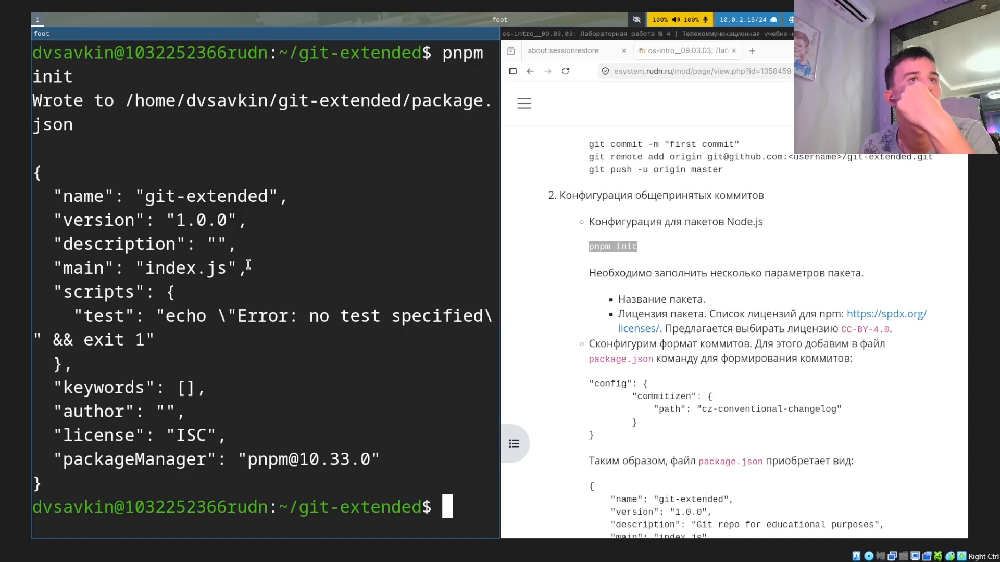 1
foot
100% 100%
10.0.2.15/24
foot
os-intro__09.03.03: Лабораторная работа № 4 | Телекоммуникационная учебно-и
dvsavkin@1032252366rudn:~/git-extended$ pnpm
init
Wrote to /home/dvsavkin/git-extended/package.
json
{
"name": "git-extended",
"version": "1.0.0",
"description": "",
"main": "index.js",
"scripts": {
"test": "echo \"Error: no test specified\
" && exit 1"
},
"keywords": [],
"author": "",
"license": "ISC",
"packageManager": "pnpm@10.33.0"
}
dvsavkin@1032252366rudn:~/git-extended$
about:sessionrestore
os-intro__09.03.03: Лаб
esystem.rudn.ru/mod/page/view.php?id=1358459
git commit -m "first commit"
git remote add origin git@github.com:<username>/git-extended.git
git push -u origin master
2. Конфигурация общепринятых коммитов
Конфигурация для пакетов Node.js
pnpm init
Необходимо заполнить несколько параметров пакета.
Название пакета.
Лицензия пакета. Список лицензий для npm: https://spdx.org/
licenses/. Предлагается выбирать лицензию CC-BY-4.0.
Сконфигурим формат коммитов. Для этого добавим в файл
package.json команду для формирования коммитов:
"config": {
"commitizen": {
"path": "cz-conventional-changelog"
}
}
Таким образом, файл package.json приобретает вид:
{
"name": "git-extended",
"version": "1.0.0",
"description": "Git repo for educational purposes",
"main": "index.js"
Right Ctrl